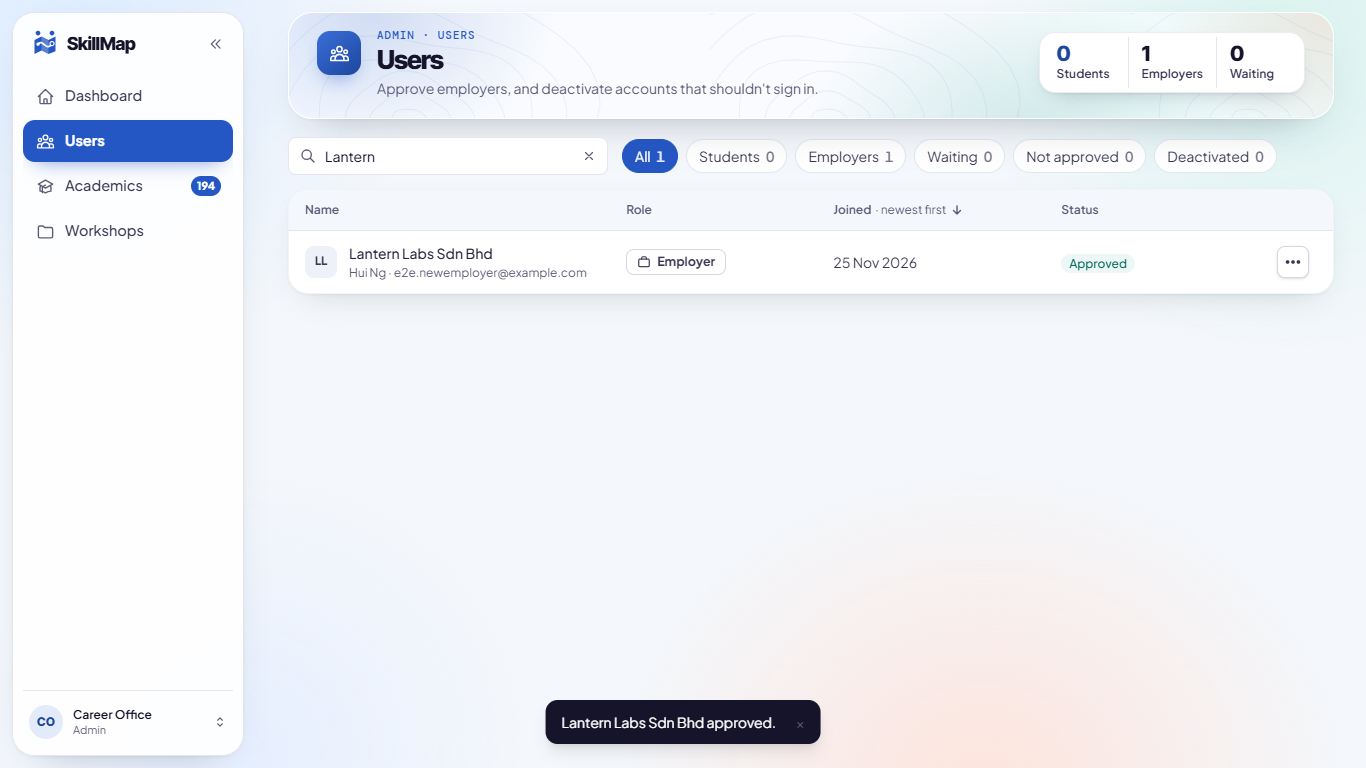 SkillMap
Dashboard
Users
Academics 194
Workshops
Career Office
Admin
CO
ADMIN · USERS
Users
Approve employers, and deactivate accounts that shouldn't sign in.
0 Students
1 Employers
0 Waiting
Lantern
All 1 Students 0 Employers 1 Waiting 0 Not approved 0 Deactivated 0
Name Role Joined · newest first ↓ Status
LL Lantern Labs Sdn Bhd Employer 25 Nov 2026 Approved
Hui Ng · e2e.newemployer@example.com
Lantern Labs Sdn Bhd approved. ×